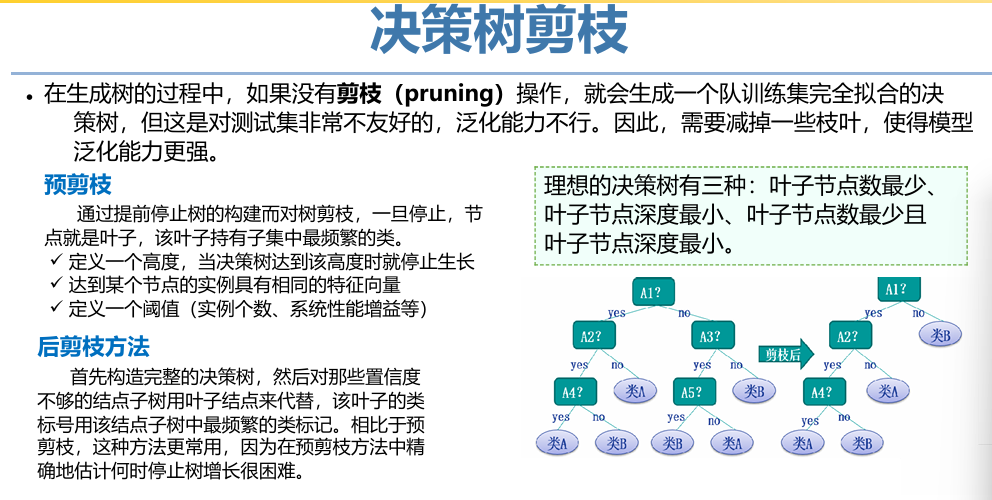 决策树剪枝
• 在生成树的过程中，如果没有剪枝（pruning）操作，就会生成一个队训练集完全拟合的决
策树，但这是对测试集非常不友好的，泛化能力不行。因此，需要减掉一些枝叶，使得模型
泛化能力更强。
预剪枝
通过提前停止树的构建而对树剪枝，一旦停止，节
点就是叶子，该叶子持有子集中最频繁的类。
✓ 定义一个高度，当决策树达到该高度时就停止生长
✓ 达到某个节点的实例具有相同的特征向量
✓ 定义一个阈值（实例个数、系统性能增益等）
后剪枝方法
首先构造完整的决策树，然后对那些置信度
不够的结点子树用叶子结点来代替，该叶子的类
标号用该结点子树中最频繁的类标记。相比于预
剪枝，这种方法更常用，因为在预剪枝方法中精
确地估计何时停止树增长很困难。
理想的决策树有三种：叶子节点数最少、
叶子节点深度最小、叶子节点数最少且
叶子节点深度最小。
A1?
yes no
A2? A3?
yes no yes no
A4? 类A A5? 类B
yes no yes no
类A 类B 类B 类A
剪枝后
A1?
yes no
A2? 类B
yes no
A4? 类A
yes no
类A 类B